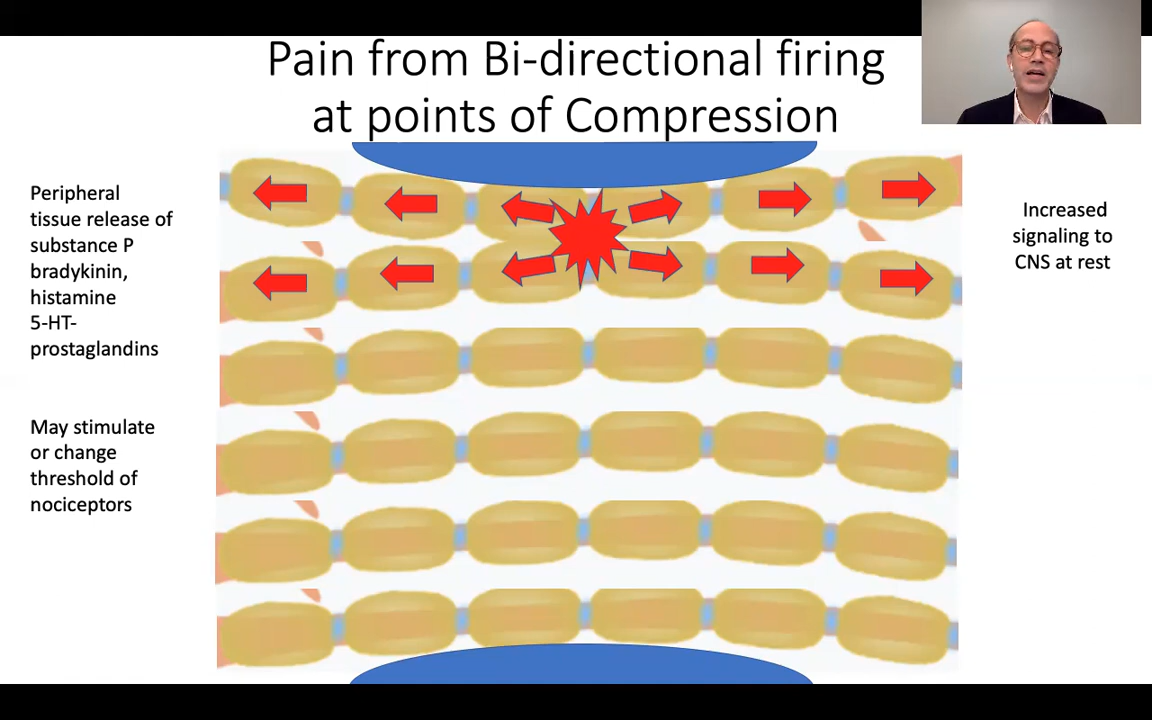 Pain from Bi-directional firing
at points of Compression
Peripheral
tissue release of
substance P
bradykinin,
histamine
5-HT-
prostaglandins
May stimulate
or change
threshold of
nociceptors
Increased
signaling to
CNS at rest